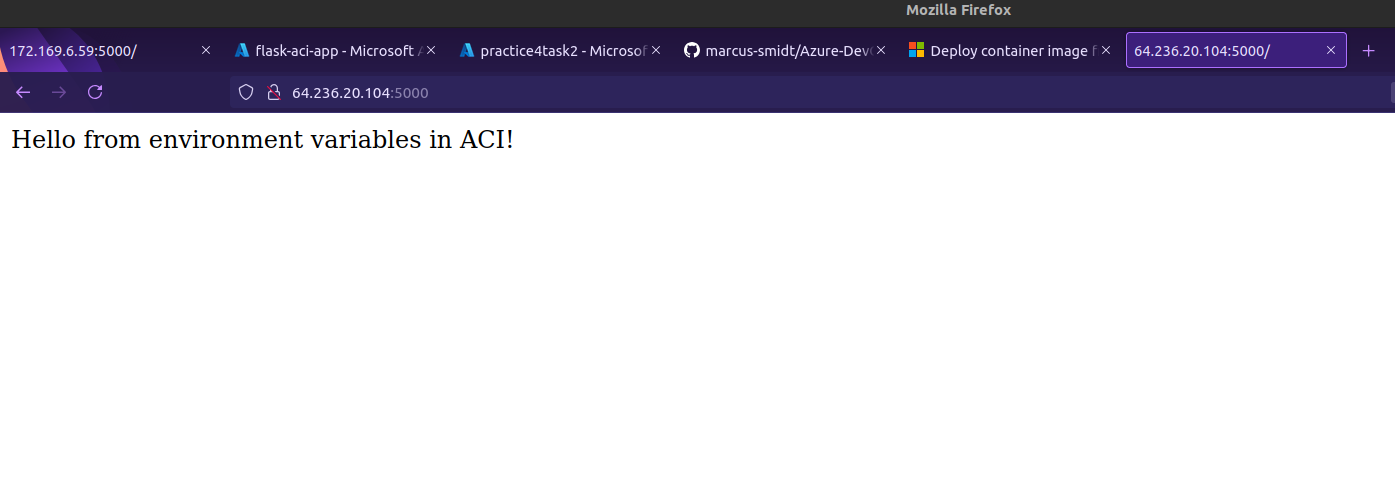 Mozilla Firefox
172.169.6.59:5000/ flask-aci-app - Microsoft practice4task2 - Microsof marcus-smidt/Azure-Dev Deploy container image 64.236.20.104:5000/
64.236.20.104:5000
Hello from environment variables in ACI!